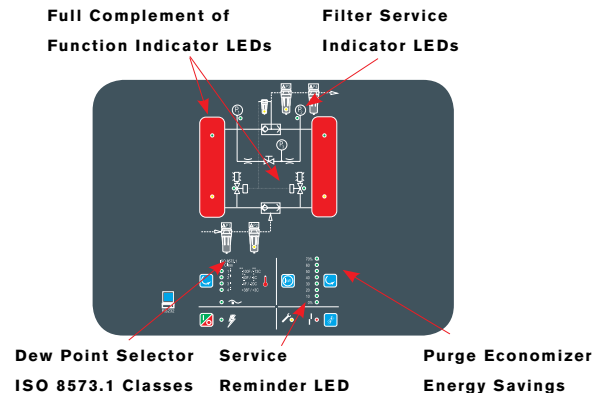 Full Complement of
Function Indicator LEDs
Filter Service
Indicator LEDs
Dew Point Selector
ISO 8573.1 Classes
Service
Reminder LED
Purge Economizer
Energy Savings